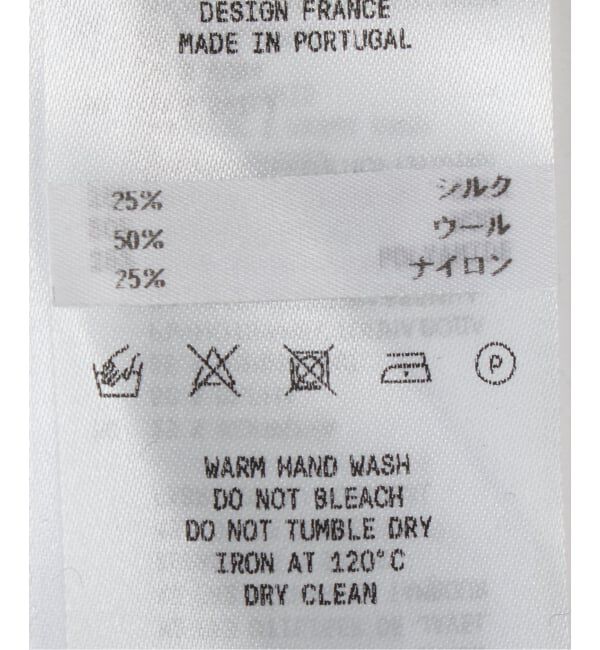 DESIGN FRANCE
MADE IN PORTUGAL
25% シルク
50% ウール
25% ナイロン
P
WARM HAND WASH
DO NOT BLEACH
DO NOT TUMBLE DRY
IRON AT 120°C
DRY CLEAN